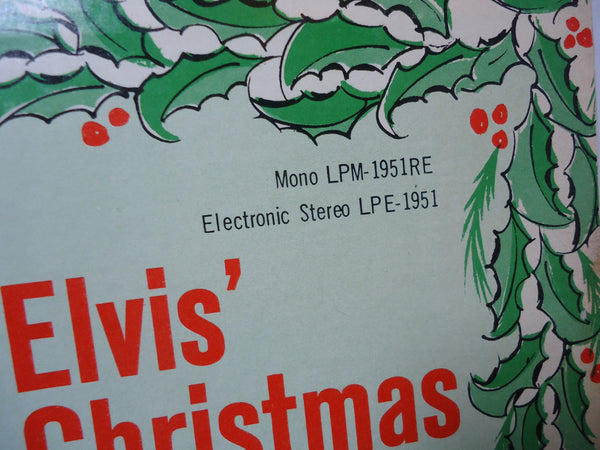 Mono LPM-1951RE
Electronic Stereo LPE-1951
Elvis'
Christmas